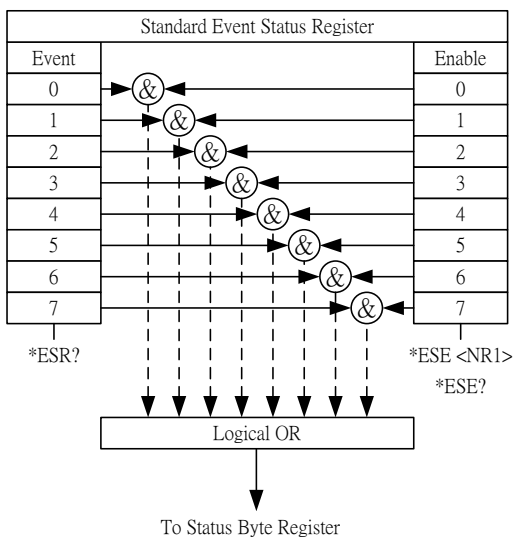 Standard Event Status Register
Event Enable
0 & 0
1 & 1
2 & 2
3 & 3
4 & 4
5 & 5
6 & 6
7 & 7
*ESR? *ESE <NR1>
*ESE?
Logical OR
To Status Byte Register